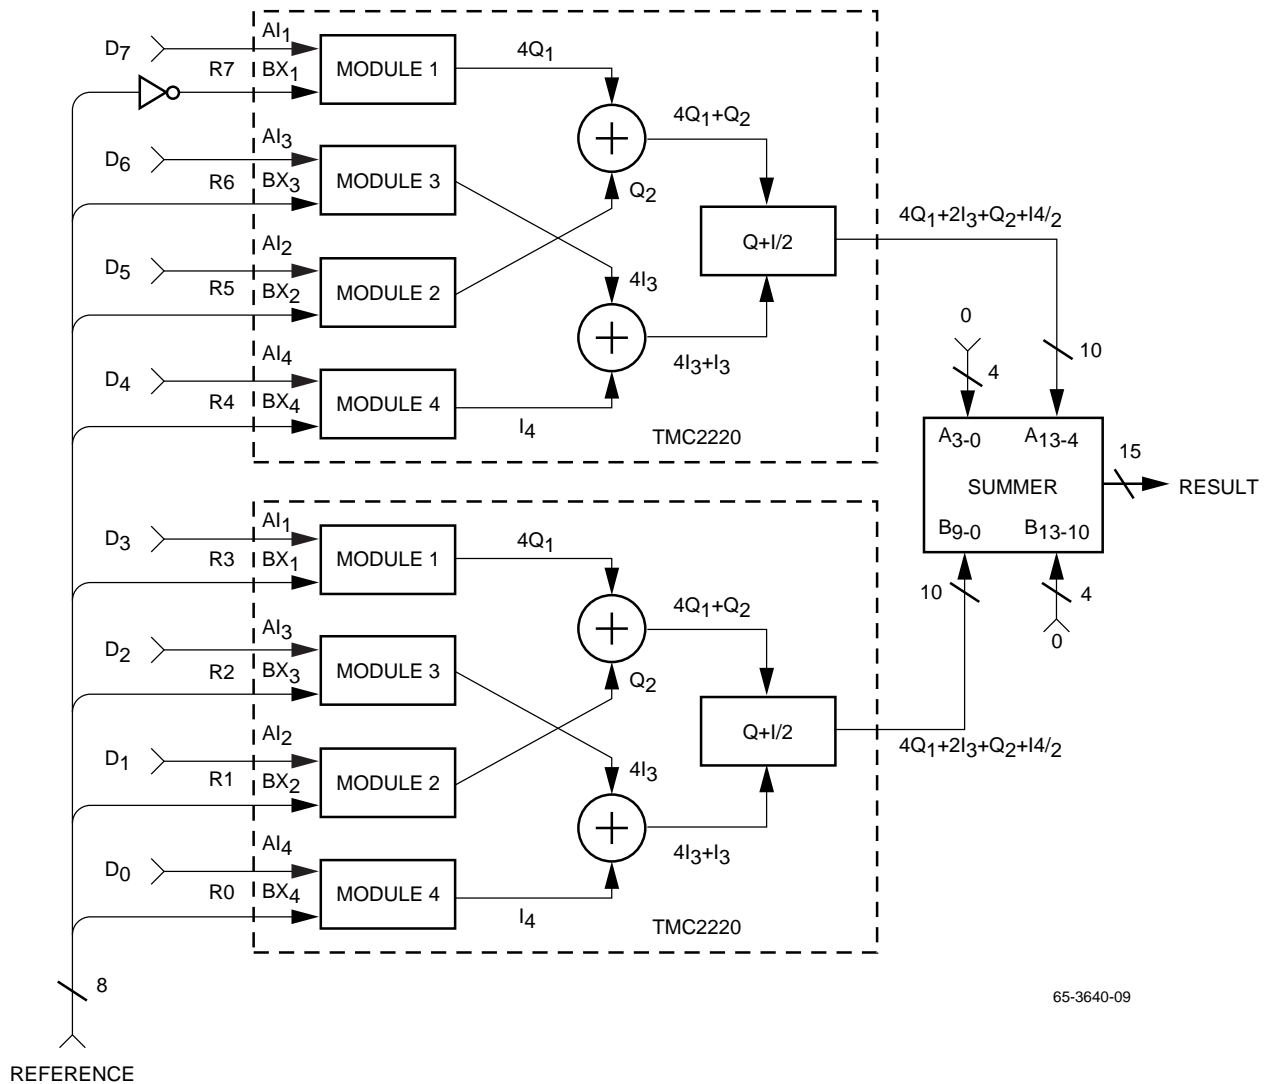 D7 AI1 4Q1
R7 BX1 MODULE 1
4Q1+Q2
D6 AI3
R6 BX3 MODULE 3 Q2
4Q1+2I3+Q2+I4/2
D5 AI2 Q+I/2
R5 BX2 MODULE 2 4I3
0
4I3+I3 4 10
D4 AI4
R4 BX4 MODULE 4
I4 TMC2220
A3-0 A13-4
15
SUMMER RESULT
B9-0 B13-10
D3 AI1 4Q1
R3 BX1 MODULE 1
10 4
4Q1+Q2
0
D2 AI3
R2 BX3 MODULE 3 Q2
Q+I/2
4Q1+2I3+Q2+I4/2
D1 AI2
R1 BX2 MODULE 2 4I3
4I3+I3
D0 AI4
R0 BX4 MODULE 4
I4 TMC2220
8
65-3640-09
REFERENCE